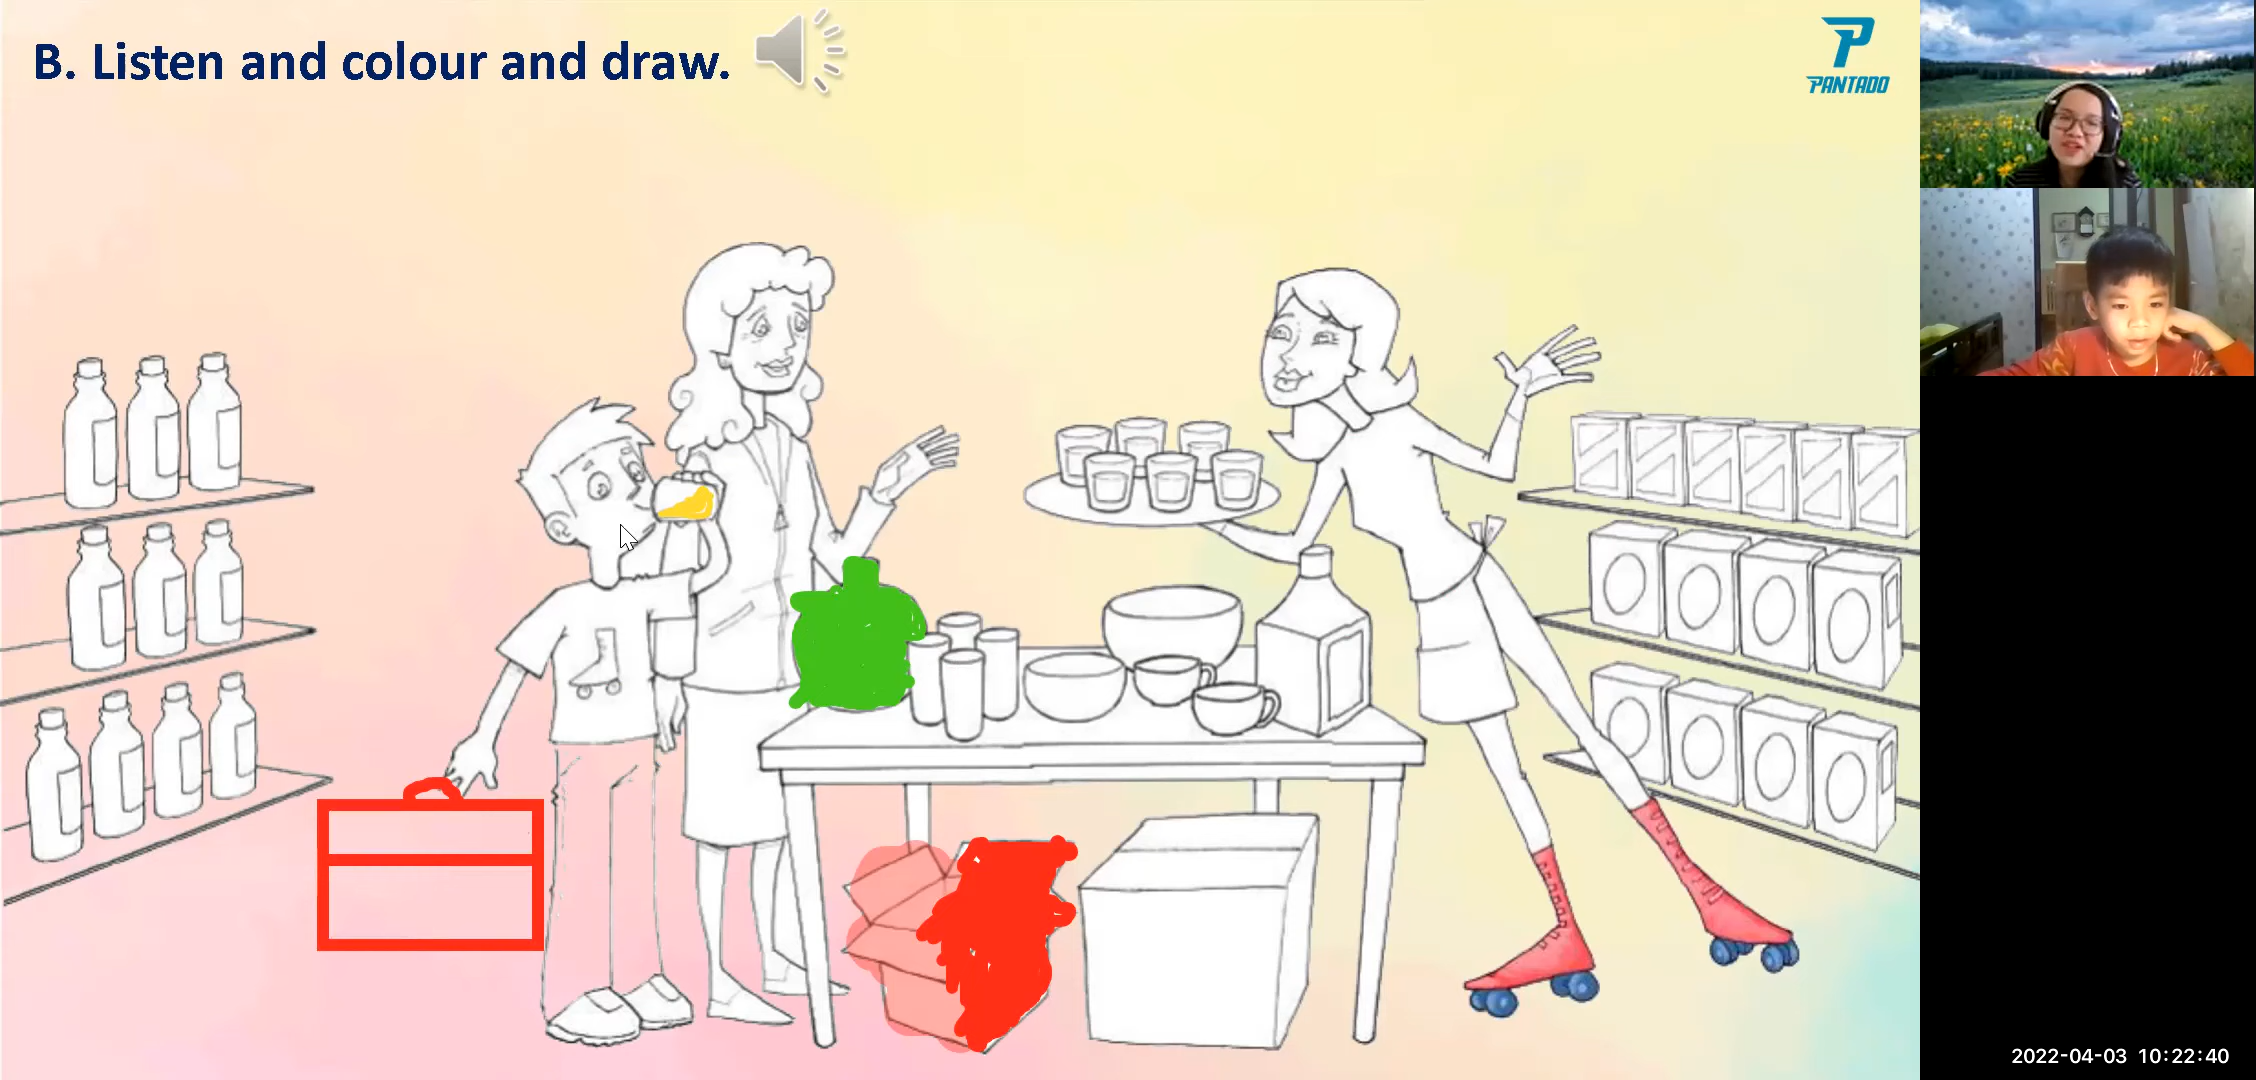 B. Listen and colour and draw.
PANTADO
2022-04-03 10:22:40